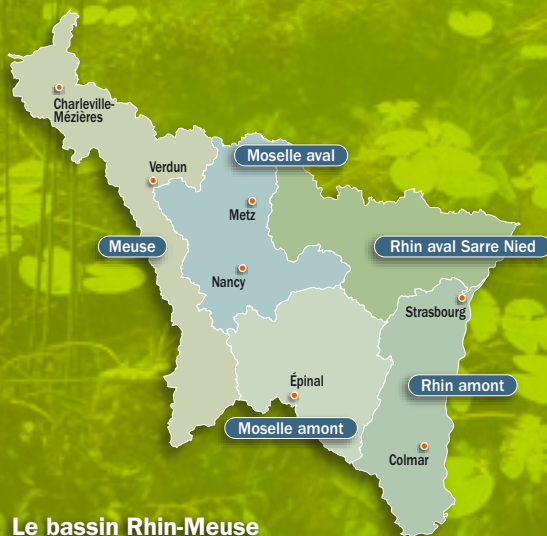 Charleville-
Mézières
Verdun
Moselle aval
Metz
Meuse
Rhin aval Sarre Nied
Nancy
Strasbourg
Épinal
Rhin amont
Moselle amont
Colmar
Le bassin Rhin-Meuse